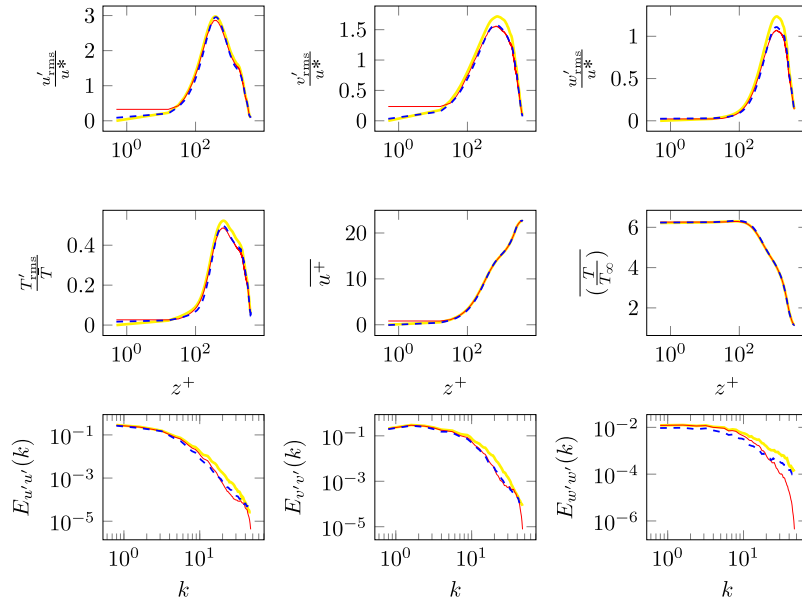 u′rms/u* 0 1 2 3 10^0 10^2
v′rms/u* 0 0.5 1 1.5 10^0 10^2
w′rms/u* 0 0.5 1 10^0 10^2
T′rms/T 0 0.2 0.4 10^0 10^2 z^+
u^+ 0 10 20 10^0 10^2 z^+
(T/T∞) 2 4 6 10^0 10^2 z^+
E_u′u′(k) 10^−5 10^−3 10^−1 10^0 10^1 k
E_v′v′(k) 10^−5 10^−3 10^−1 10^0 10^1 k
E_w′w′(k) 10^−6 10^−4 10^−2 10^0 10^1 k